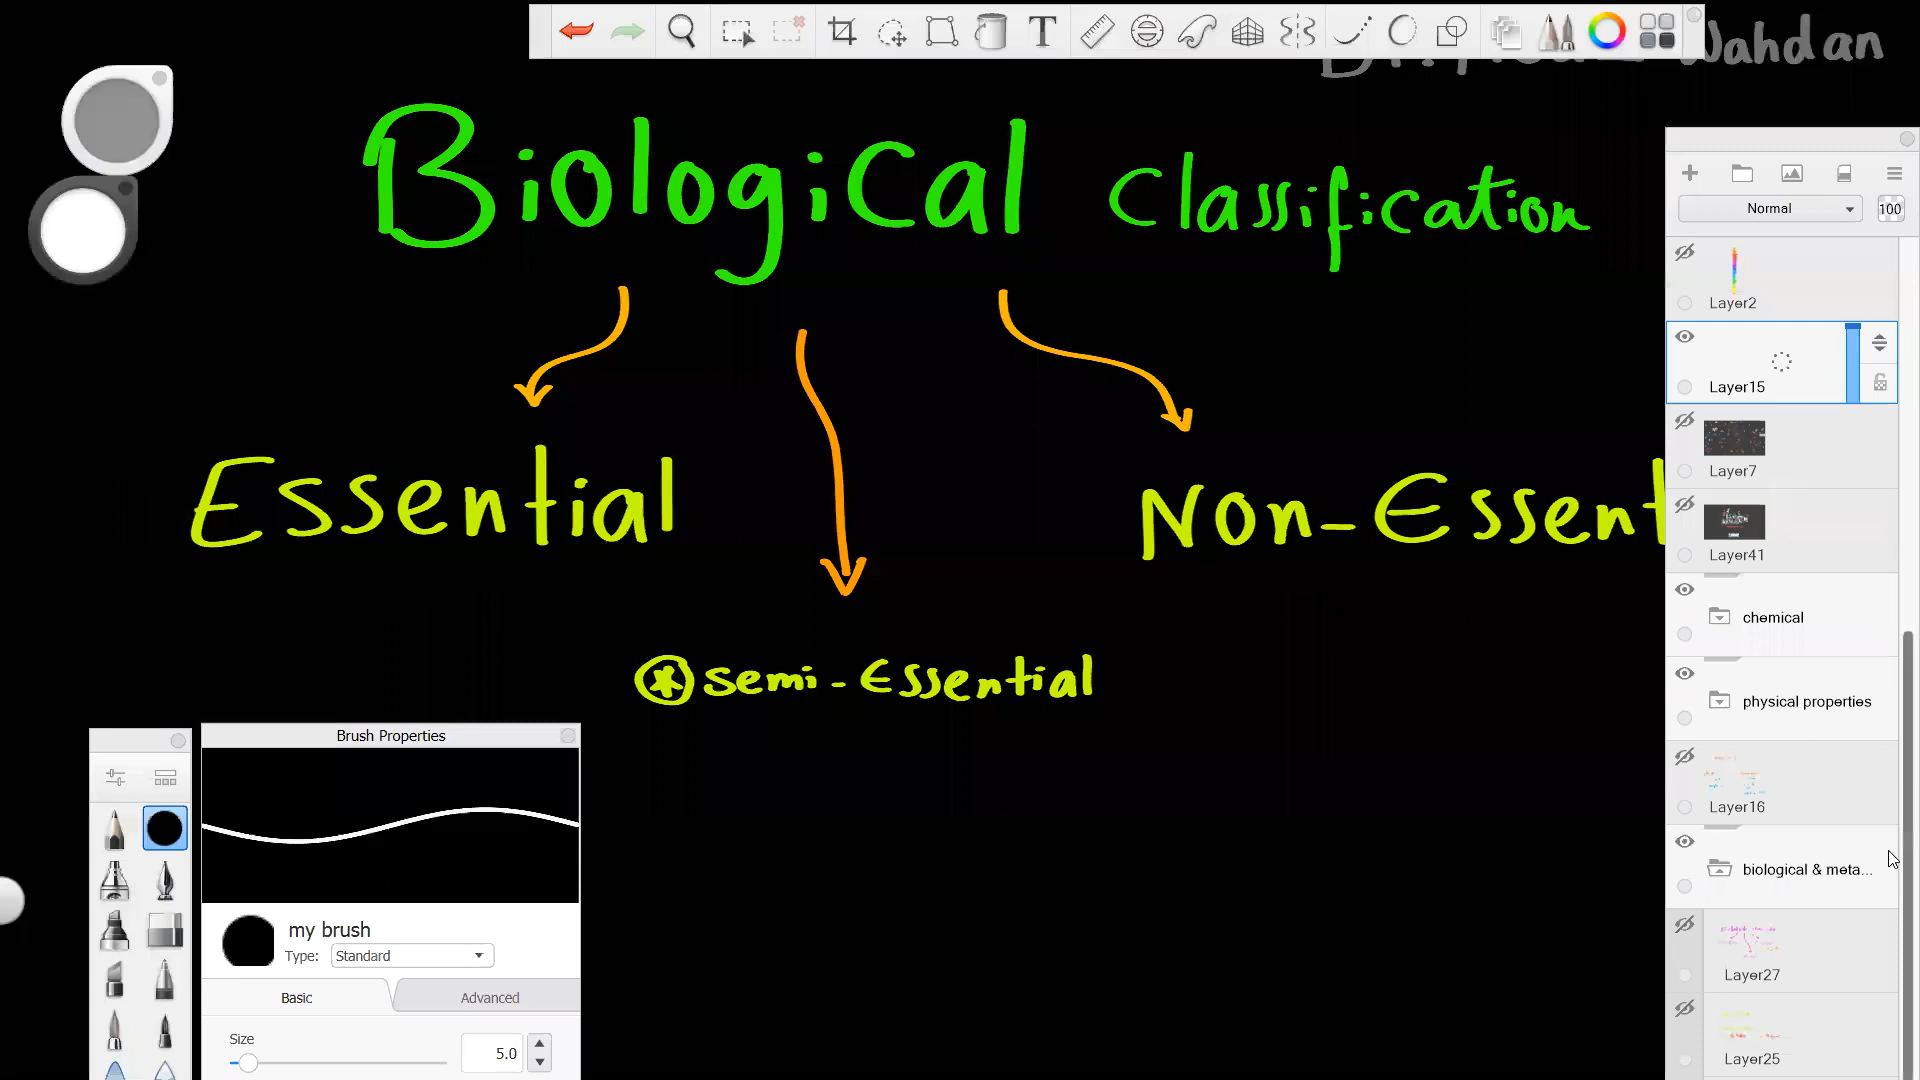 Wahdan
Biological Classification
Essential
Non-Essent
* semi-Essential
Normal
100
Layer2
Layer15
Layer7
Layer41
chemical
physical properties
Layer16
biological & meta...
Layer27
Layer25
Brush Properties
my brush
Type: Standard
Basic Advanced
Size
5.0